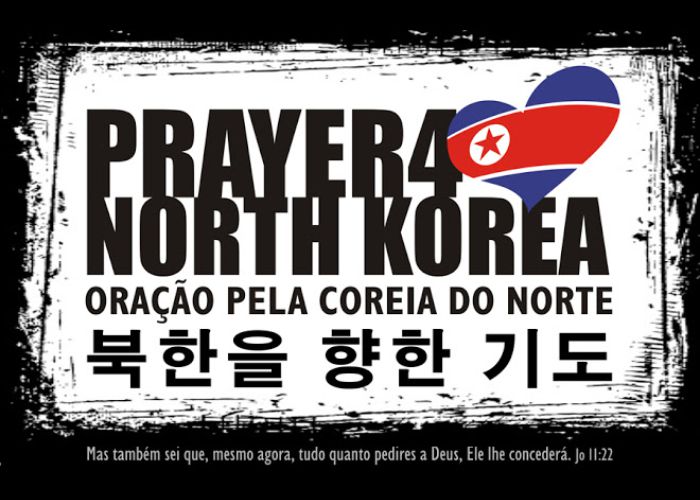 PRAYER4
NORTH KOREA
ORAÇÃO PELA COREIA DO NORTE
북한을 향한 기도
Mas também sei que, mesmo agora, tudo quanto pedires a Deus, Ele lhe concederá. Jo 11:22